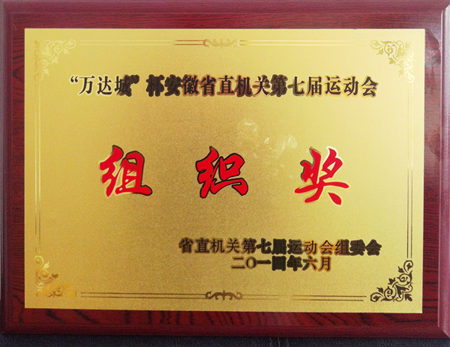 “万达城”杯安徽省直机关第七届运动会
组织奖
省直机关第七届运动会组委会
二〇一四年六月